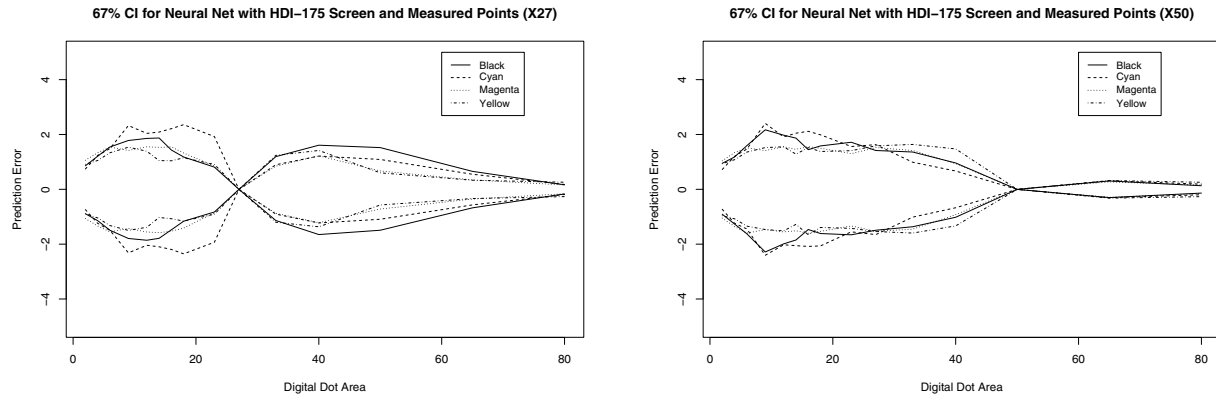 67% CI for Neural Net with HDI−175 Screen and Measured Points (X27)
Black
Cyan
Magenta
Yellow
Prediction Error
4
2
0
−2
−4
0
20
40
60
80
Digital Dot Area
67% CI for Neural Net with HDI−175 Screen and Measured Points (X50)
Black
Cyan
Magenta
Yellow
Prediction Error
4
2
0
−2
−4
0
20
40
60
80
Digital Dot Area